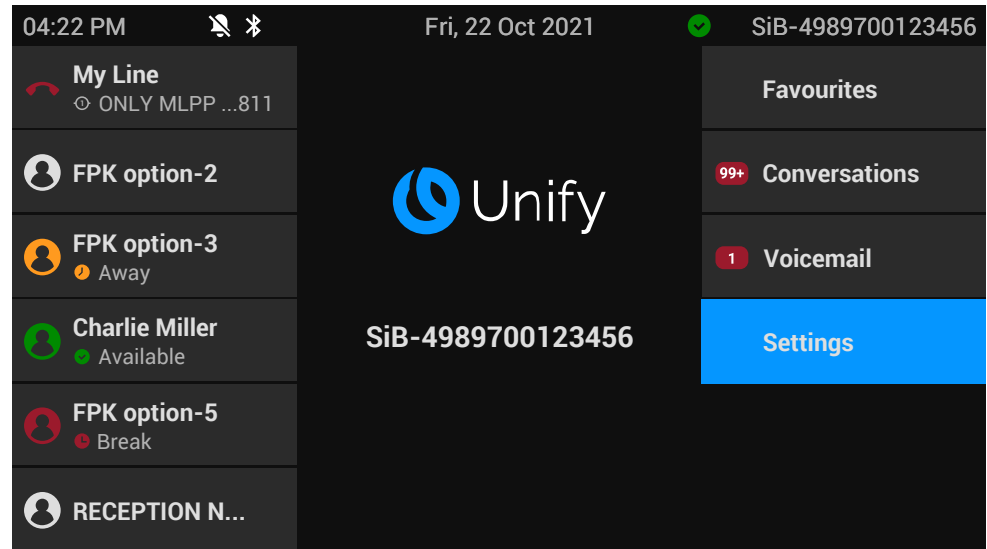 04:22 PM
Fri, 22 Oct 2021
SiB-4989700123456
My Line
ONLY MLPP ...811
FPK option-2
FPK option-3
Away
Charlie Miller
Available
FPK option-5
Break
RECEPTION N...
Unify
SiB-4989700123456
Favourites
99+ Conversations
1 Voicemail
Settings